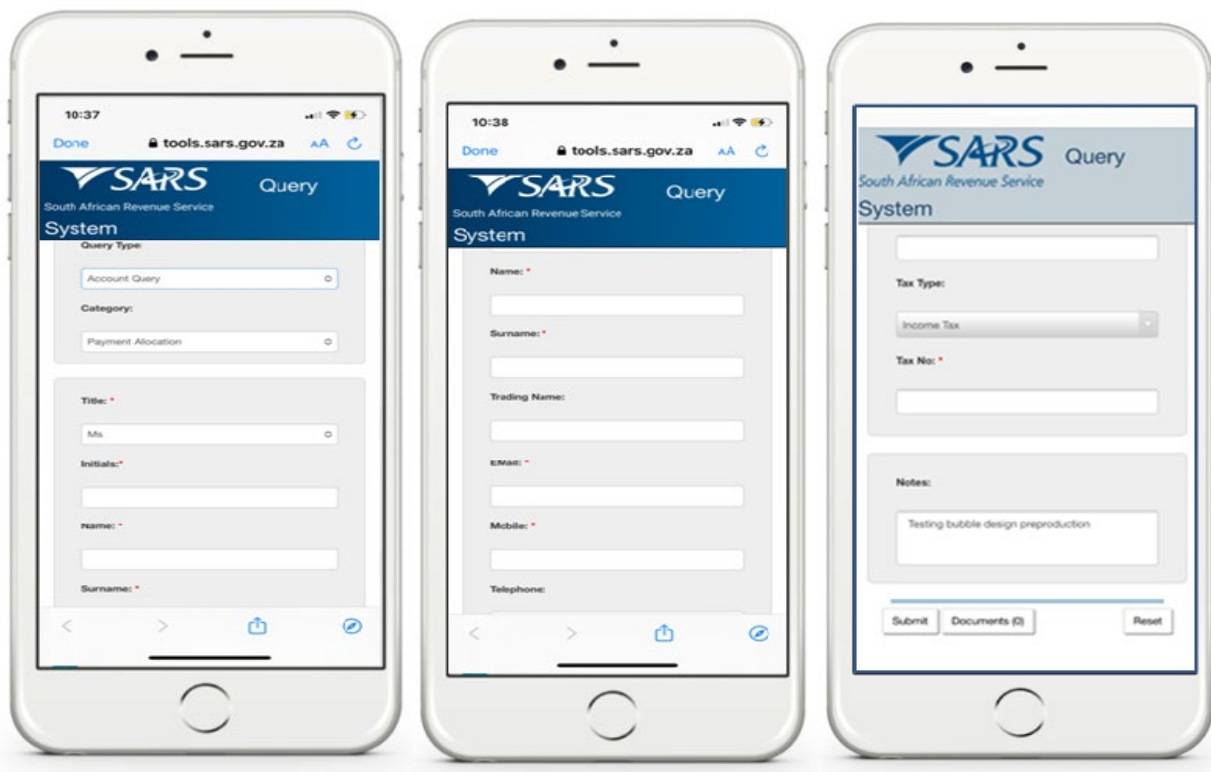 10:37
Done
tools.sars.gov.za
AA
SARS
Query
South African Revenue Service
System
Query Type:
Account Query
Category:
Payment Allocation
Title: *
Ms
Initials:*
Name: *
Surname: *
10:38
Done
tools.sars.gov.za
AA
SARS
Query
South African Revenue Service
System
Name: *
Surname: *
Trading Name:
EMail: *
Mobile: *
Telephone:
SARS
Query
South African Revenue Service
System
Tax Type:
Income Tax
Tax No: *
Notes:
Testing bubble design preproduction
Submit
Documents (0)
Reset